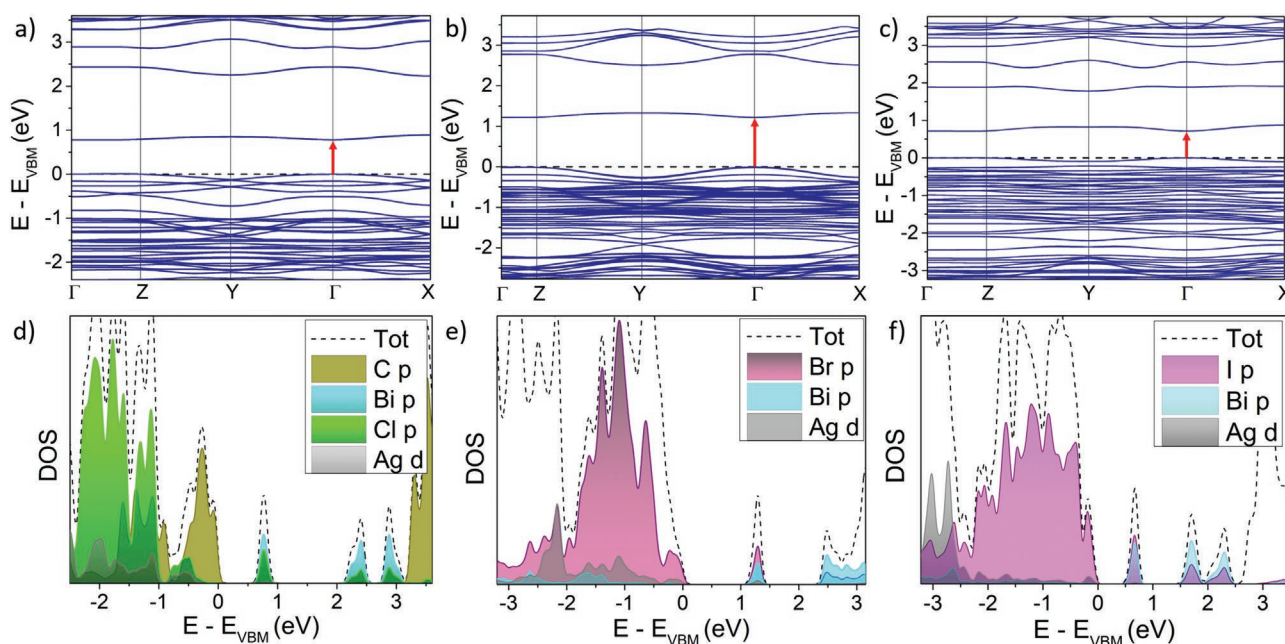 a)
E - E_VBM (eV)
3
2
1
0
-1
-2
Γ Z Y Γ X
b)
E - E_VBM (eV)
3
2
1
0
-1
-2
Γ Z Y Γ X
c)
E - E_VBM (eV)
3
2
1
0
-1
-2
-3
Γ Z Y Γ X
d)
DOS
Tot
C p
Bi p
Cl p
Ag d
-2 -1 0 1 2 3
E - E_VBM (eV)
e)
DOS
Tot
Br p
Bi p
Ag d
-3 -2 -1 0 1 2 3
E - E_VBM (eV)
f)
DOS
Tot
I p
Bi p
Ag d
-3 -2 -1 0 1 2 3
E - E_VBM (eV)